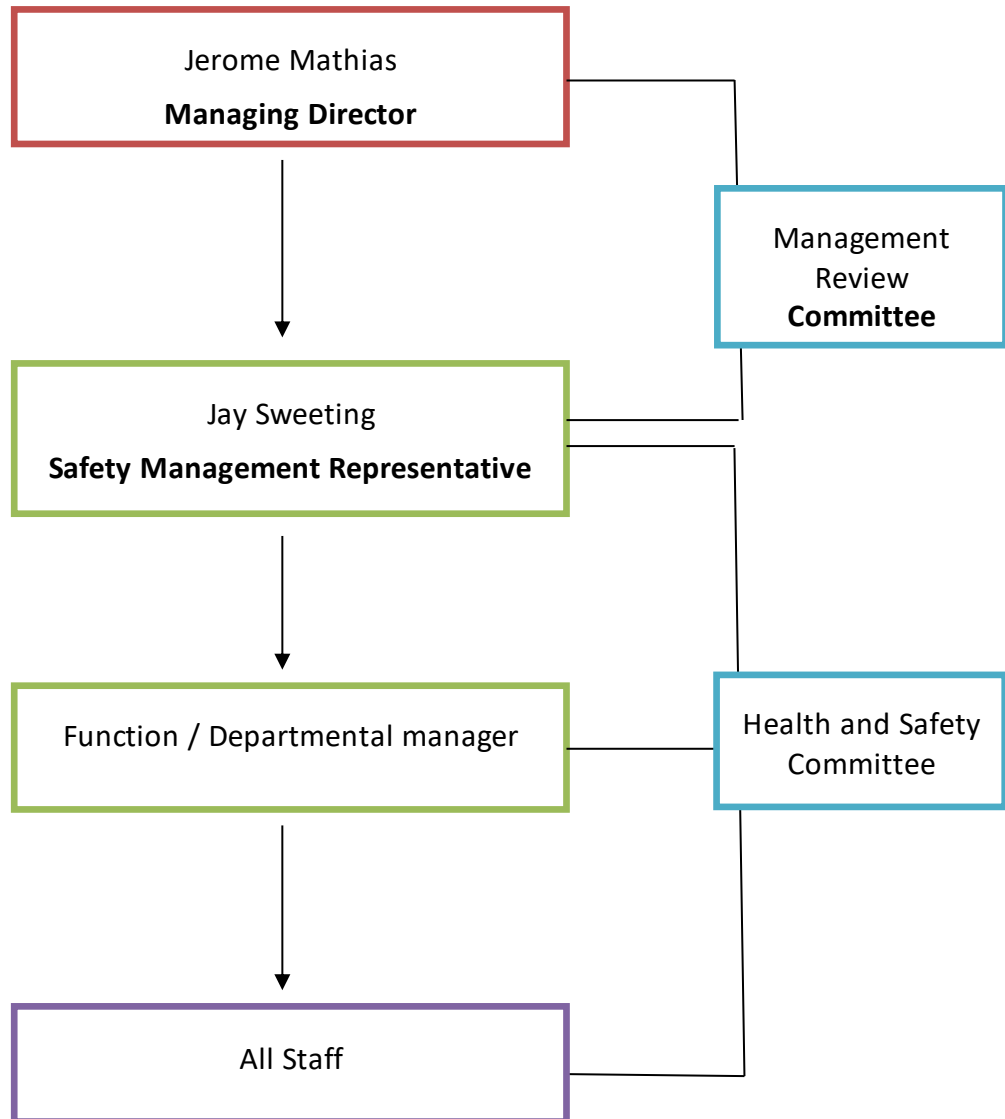 Jerome Mathias
Managing Director
Management
Review
Committee
Jay Sweeting
Safety Management Representative
Function / Departmental manager
Health and Safety
Committee
All Staff